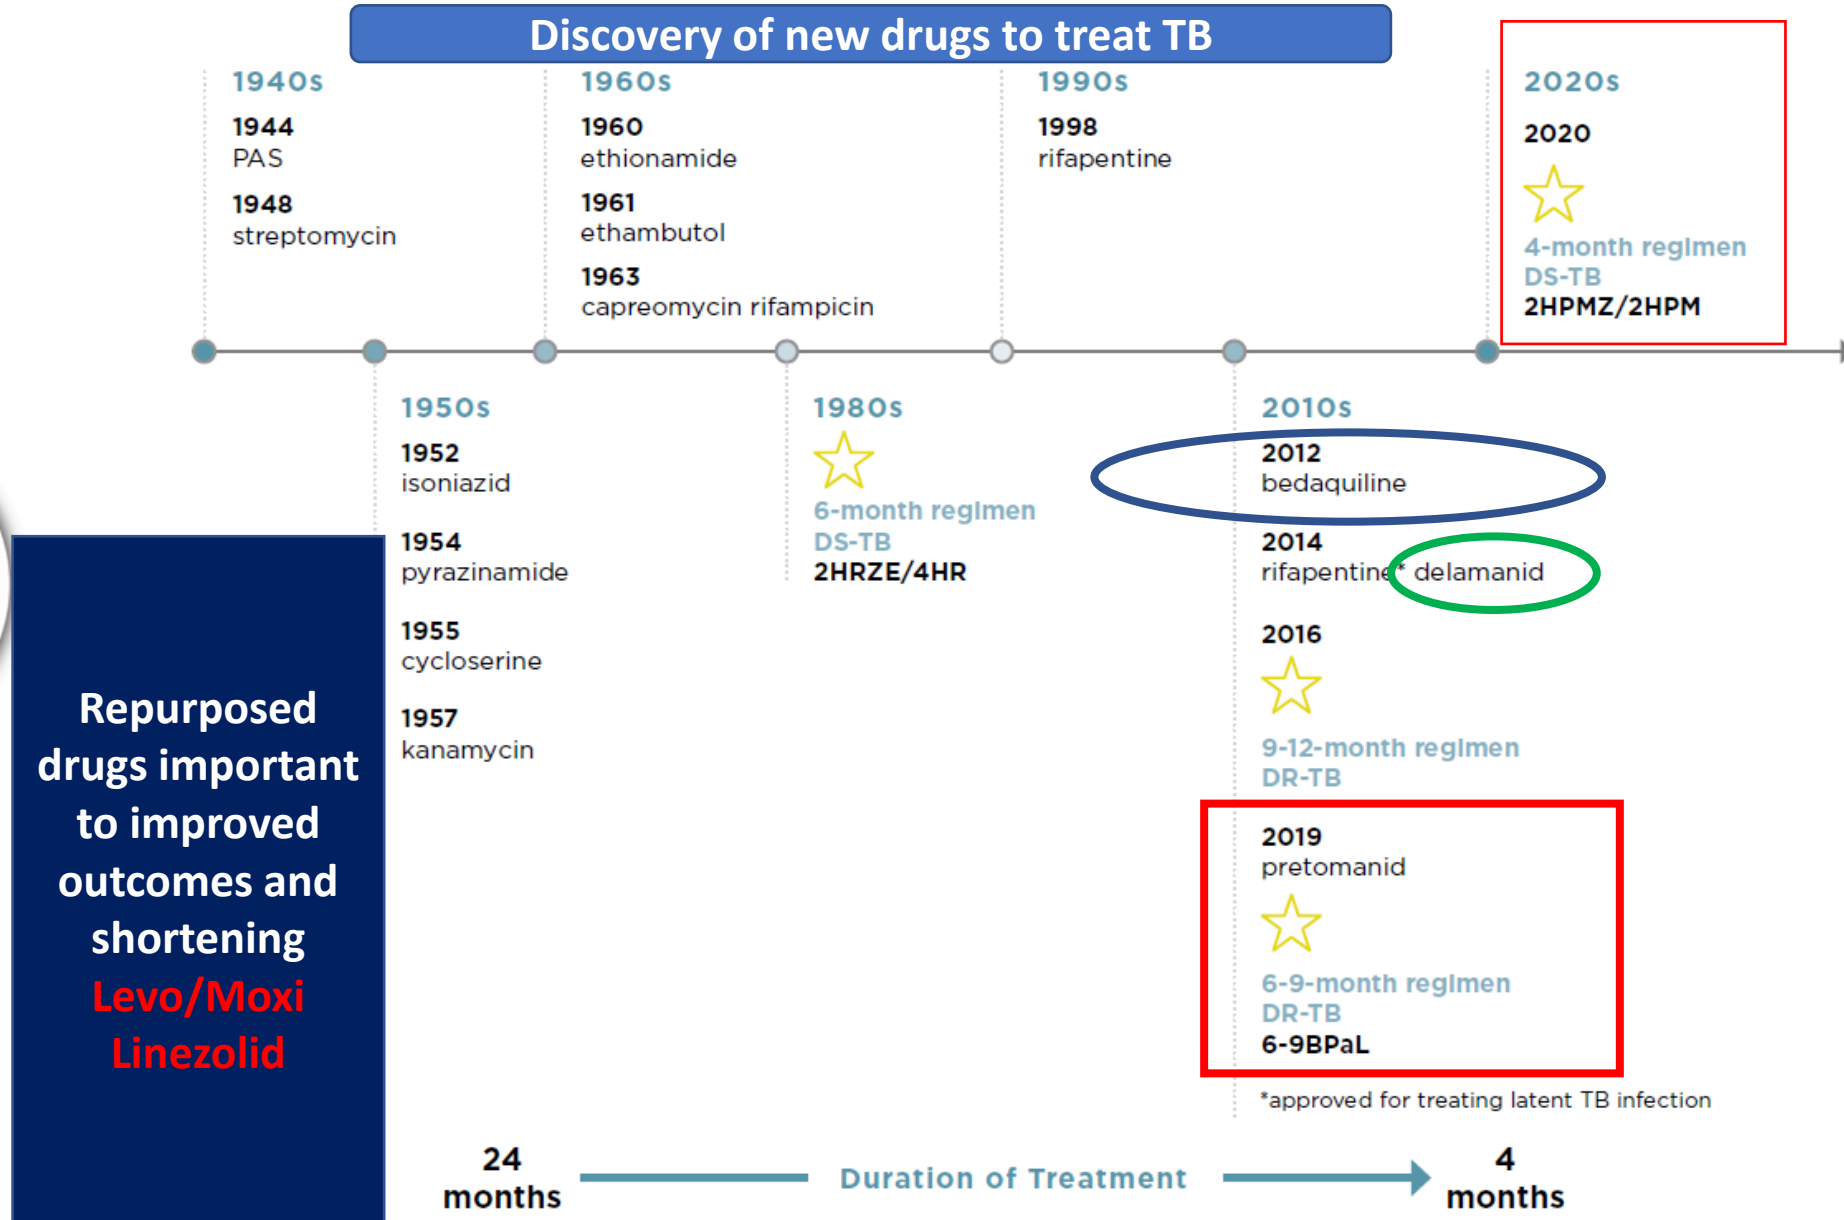 Discovery of new drugs to treat TB
1940s
1944
PAS
1948
streptomycin
1960s
1960
ethionamide
1961
ethambutol
1963
capreomycin rifampicin
1990s
1998
rifapentine
2020s
2020
4-month regimen
DS-TB
2HPMZ/2HPM
1950s
1952
isoniazid
1954
pyrazinamide
1955
cycloserine
1957
kanamycin
1980s
6-month regimen
DS-TB
2HRZE/4HR
2010s
2012
bedaquiline
2014
rifapentine* delamanid
2016
9-12-month regimen
DR-TB
2019
pretomanid
6-9-month regimen
DR-TB
6-9BPaL
*approved for treating latent TB infection
Repurposed
drugs important
to improved
outcomes and
shortening
Levo/Moxi
Linezolid
24
months
Duration of Treatment
4
months